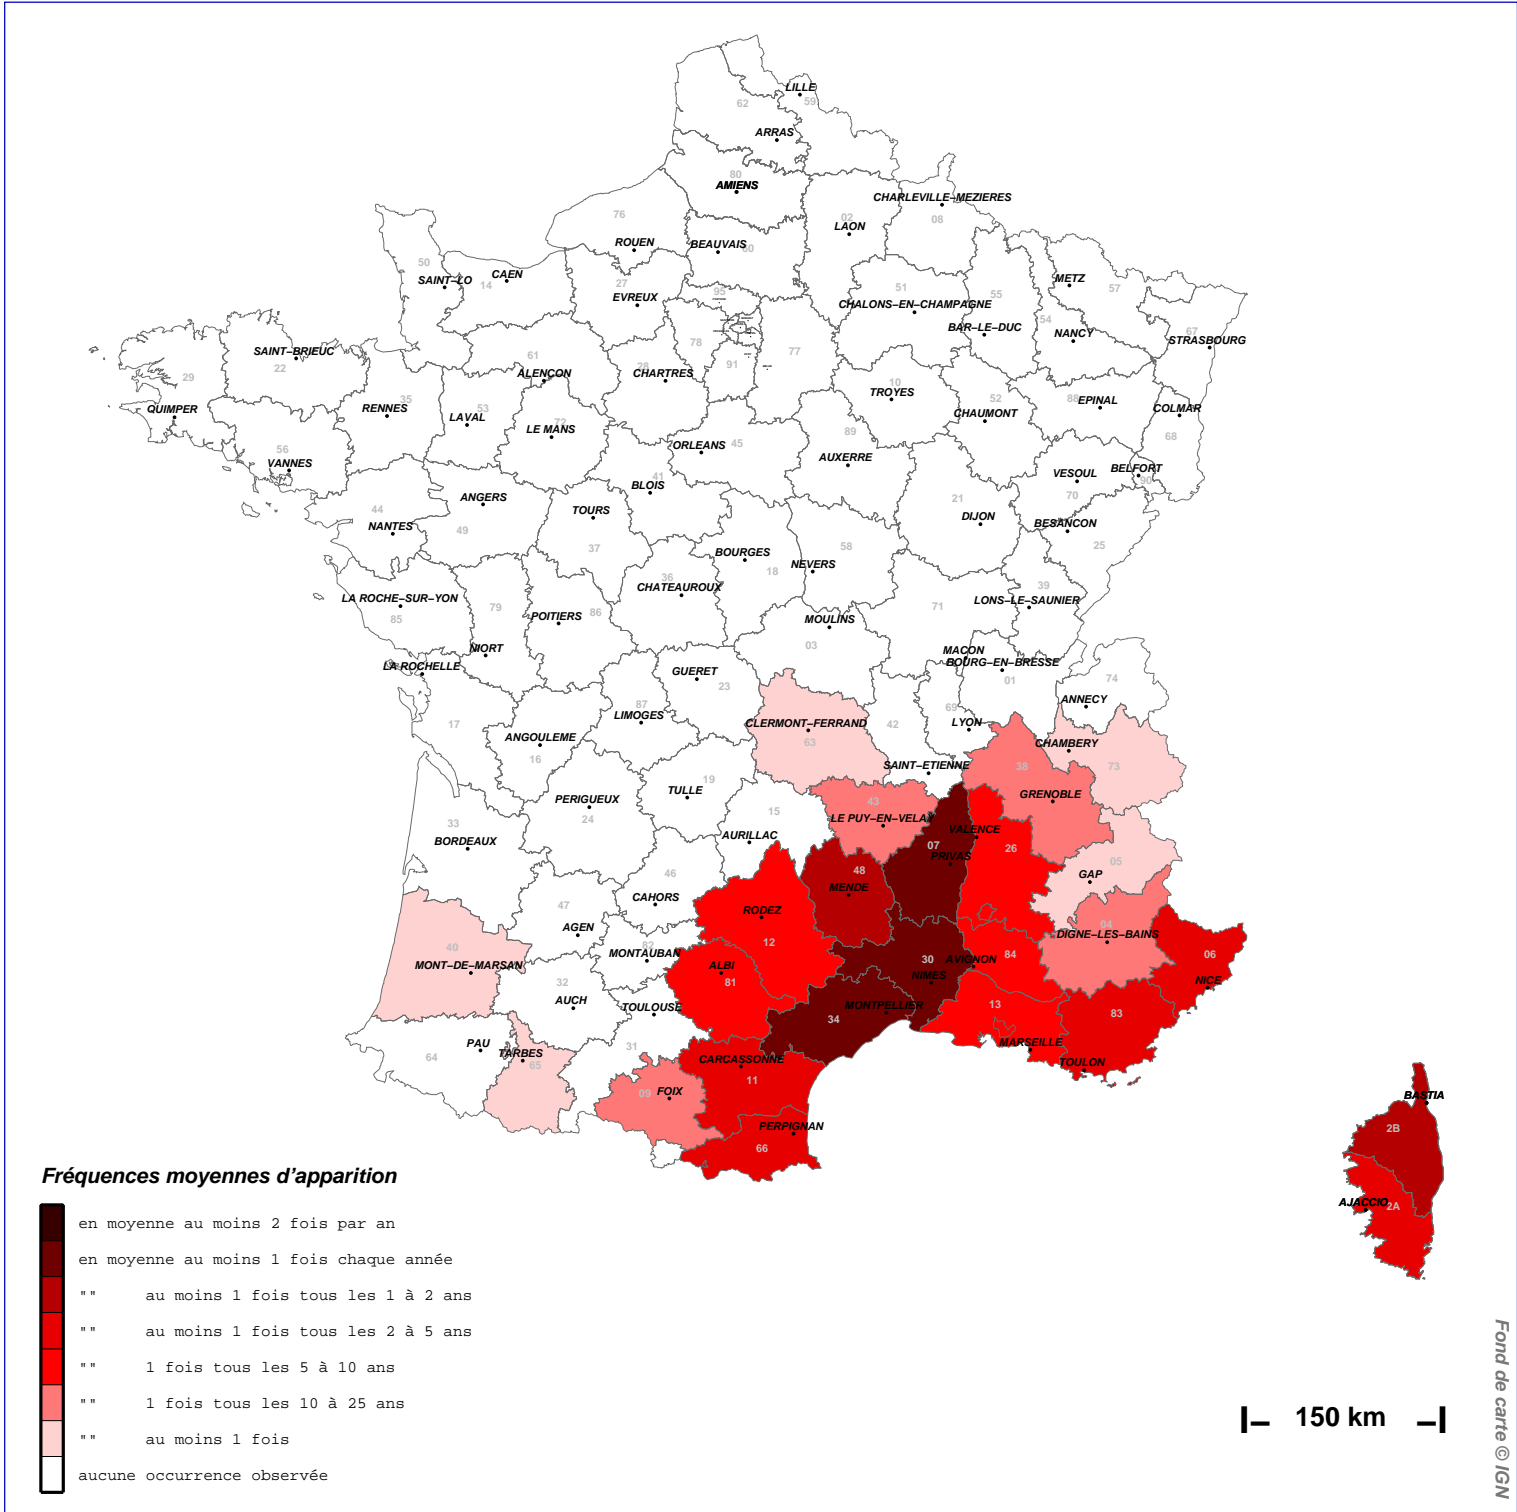 LILLE
59
62
ARRAS
80
AMIENS
CHARLEVILLE-MEZIERES
08
02
LAON
76
ROUEN
BEAUVAIS
60
50
SAINT-LO
14
CAEN
27
EVREUX
95
51
CHALONS-EN-CHAMPAGNE
55
BAR-LE-DUC
METZ
57
54
NANCY
67
STRASBOURG
SAINT-BRIEUC
22
29
QUIMPER
61
ALENCON
28
CHARTRES
78
91
77
10
TROYES
52
CHAUMONT
88
EPINAL
COLMAR
68
35
RENNES
53
LAVAL
72
LE MANS
56
VANNES
ORLEANS
45
89
AUXERRE
41
BLOIS
VESOUL
70
BELFORT
90
44
NANTES
ANGERS
49
TOURS
37
21
DIJON
BESANCON
25
BOURGES
18
58
NEVERS
36
CHATEAUROUX
39
LONS-LE-SAUNIER
LA ROCHE-SUR-YON
85
79
NIORT
POITIERS
86
MOULINS
03
71
MACON
BOURG-EN-BRESSE
01
74
ANNECY
LA ROCHELLE
17
GUERET
23
87
LIMOGES
ANGOULEME
16
CLERMONT-FERRAND
63
42
SAINT-ETIENNE
69
LYON
CHAMBERY
73
38
GRENOBLE
19
TULLE
PERIGUEUX
24
15
AURILLAC
43
LE PUY-EN-VELAY
33
BORDEAUX
07
PRIVAS
VALENCE
26
05
GAP
46
CAHORS
48
MENDE
47
AGEN
RODEZ
12
82
MONTAUBAN
04
DIGNE-LES-BAINS
06
NICE
40
MONT-DE-MARSAN
32
AUCH
ALBI
81
30
NIMES
AVIGNON
84
TOULOUSE
31
34
MONTPELLIER
13
MARSEILLE
83
TOULON
64
PAU
TARBES
65
09
FOIX
CARCASSONNE
11
PERPIGNAN
66
BASTIA
2B
AJACCIO
2A
Fréquences moyennes d'apparition
en moyenne au moins 2 fois par an
en moyenne au moins 1 fois chaque année
"" au moins 1 fois tous les 1 à 2 ans
"" au moins 1 fois tous les 2 à 5 ans
"" 1 fois tous les 5 à 10 ans
"" 1 fois tous les 10 à 25 ans
"" au moins 1 fois
aucune occurrence observée
150 km
Fond de carte © IGN